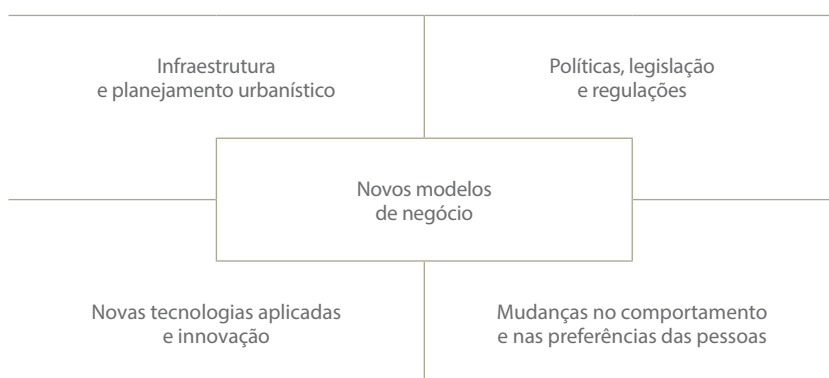 Infraestrutura
e planejamento urbanístico
Políticas, legislação
e regulações
Novos modelos
de negócio
Novas tecnologias aplicadas
e innovação
Mudanças no comportamento
e nas preferências das pessoas